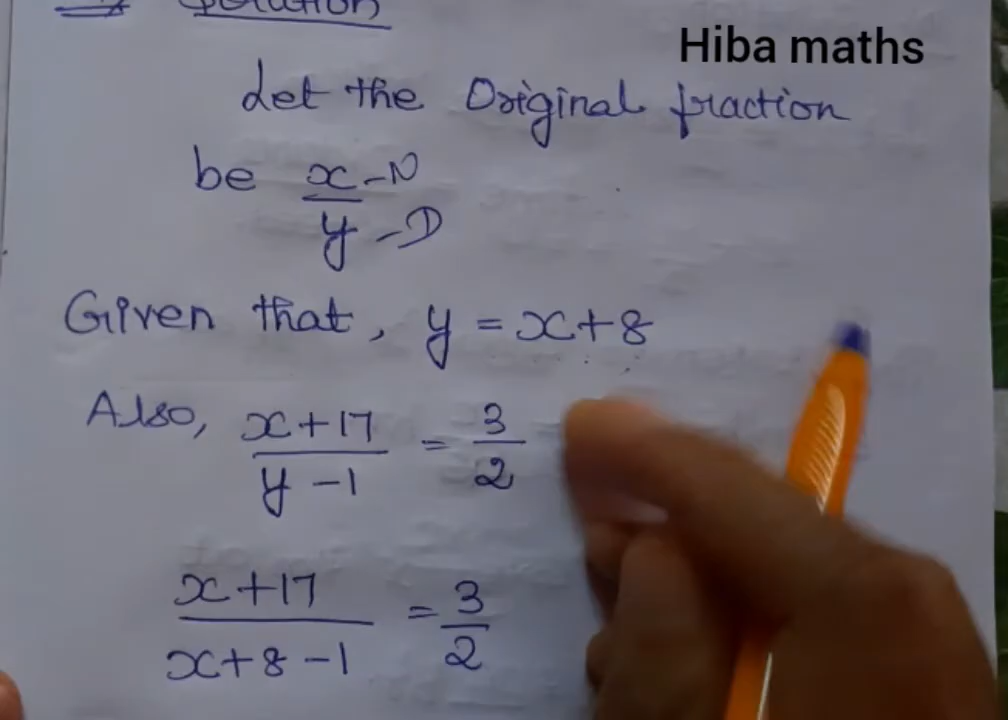 Solution
Hiba maths
Let the Original fraction
be x - N
y - D
Given that, y = x+8
Also, x+17 = 3
y - 1 2
x+17 = 3
x+8-1 2